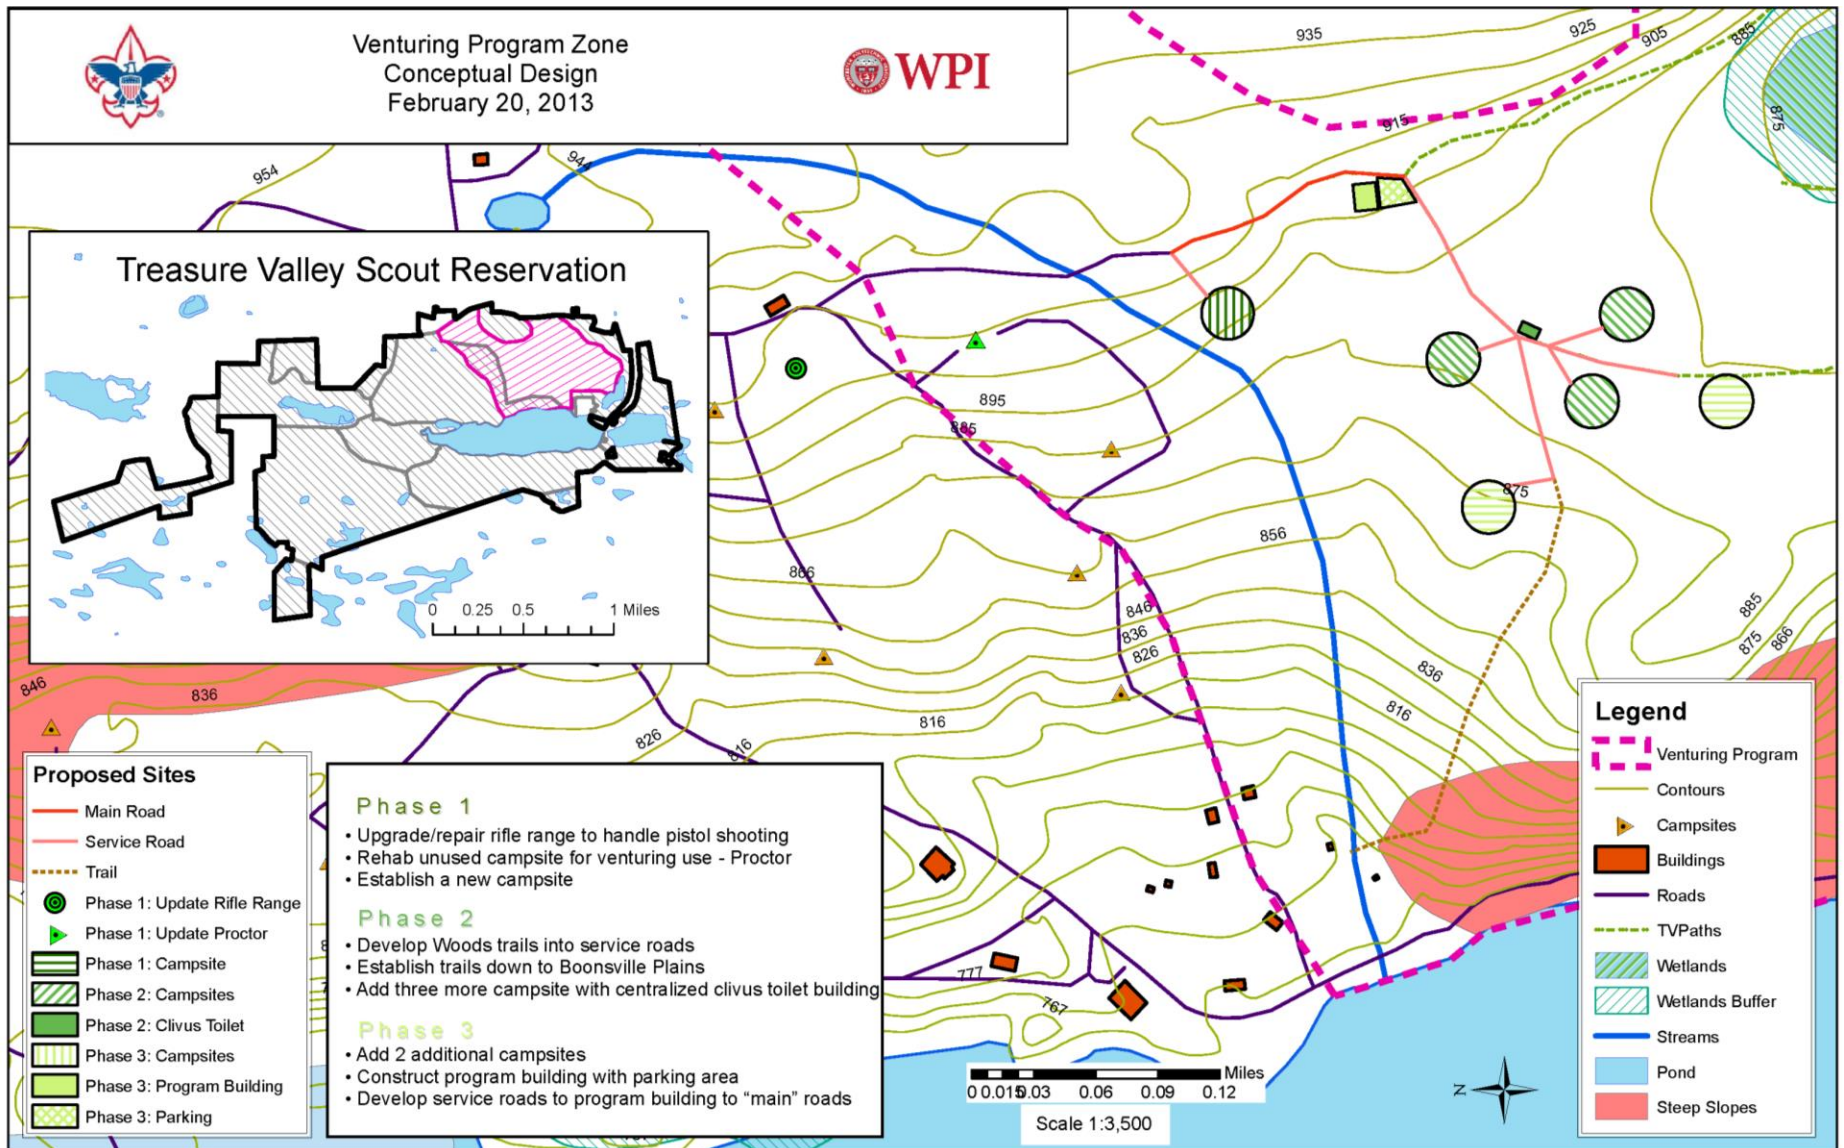 Venturing Program Zone
Conceptual Design
February 20, 2013
WPI
935
925
905
885
915
875
954
944
Treasure Valley Scout Reservation
0 0.25 0.5 1 Miles
895
885
875
856
866
846
836
826
885
875
866
836
816
846
836
826
816
816
777
767
Proposed Sites
Main Road
Service Road
Trail
Phase 1: Update Rifle Range
Phase 1: Update Proctor
Phase 1: Campsite
Phase 2: Campsites
Phase 2: Clivus Toilet
Phase 3: Campsites
Phase 3: Program Building
Phase 3: Parking
Phase 1
• Upgrade/repair rifle range to handle pistol shooting
• Rehab unused campsite for venturing use - Proctor
• Establish a new campsite
Phase 2
• Develop Woods trails into service roads
• Establish trails down to Boonsville Plains
• Add three more campsite with centralized clivus toilet building
Phase 3
• Add 2 additional campsites
• Construct program building with parking area
• Develop service roads to program building to “main” roads
Miles
0 0.015 0.03 0.06 0.09 0.12
Scale 1:3,500
N
Legend
Venturing Program
Contours
Campsites
Buildings
Roads
TVPaths
Wetlands
Wetlands Buffer
Streams
Pond
Steep Slopes